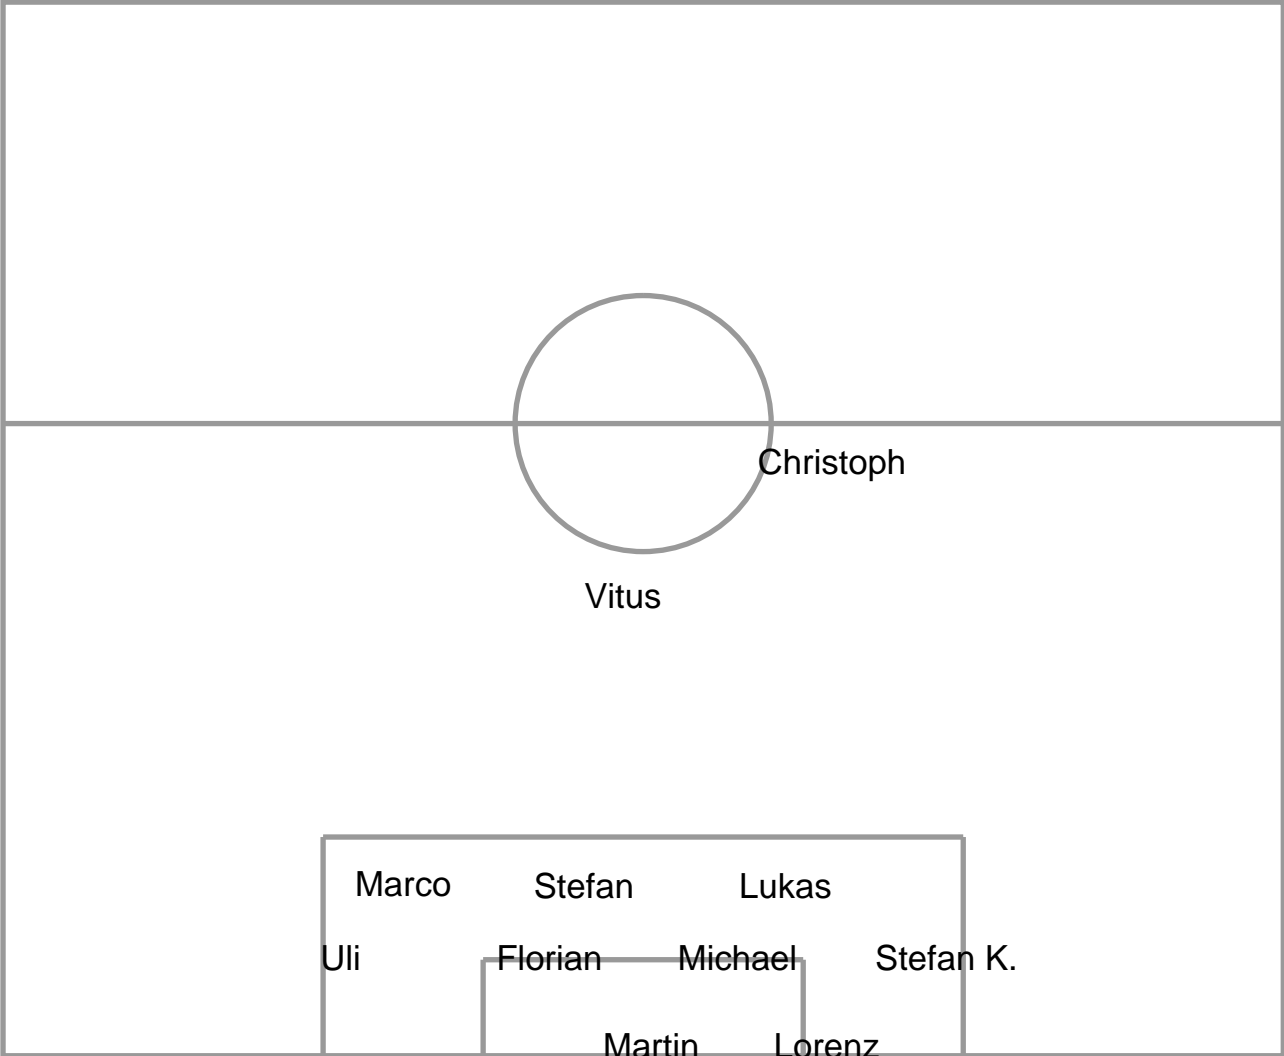 Christoph
Vitus
Marco Stefan Lukas
Uli Florian Michael Stefan K.
Martin Lorenz